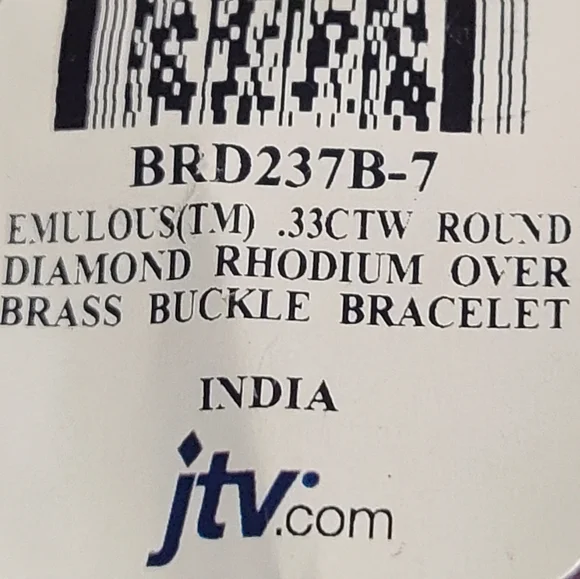 BRD237B-7
EMULOUS(TM) .33CTW ROUND
DIAMOND RHODIUM OVER
BRASS BUCKLE BRACELET
INDIA
jtv.com